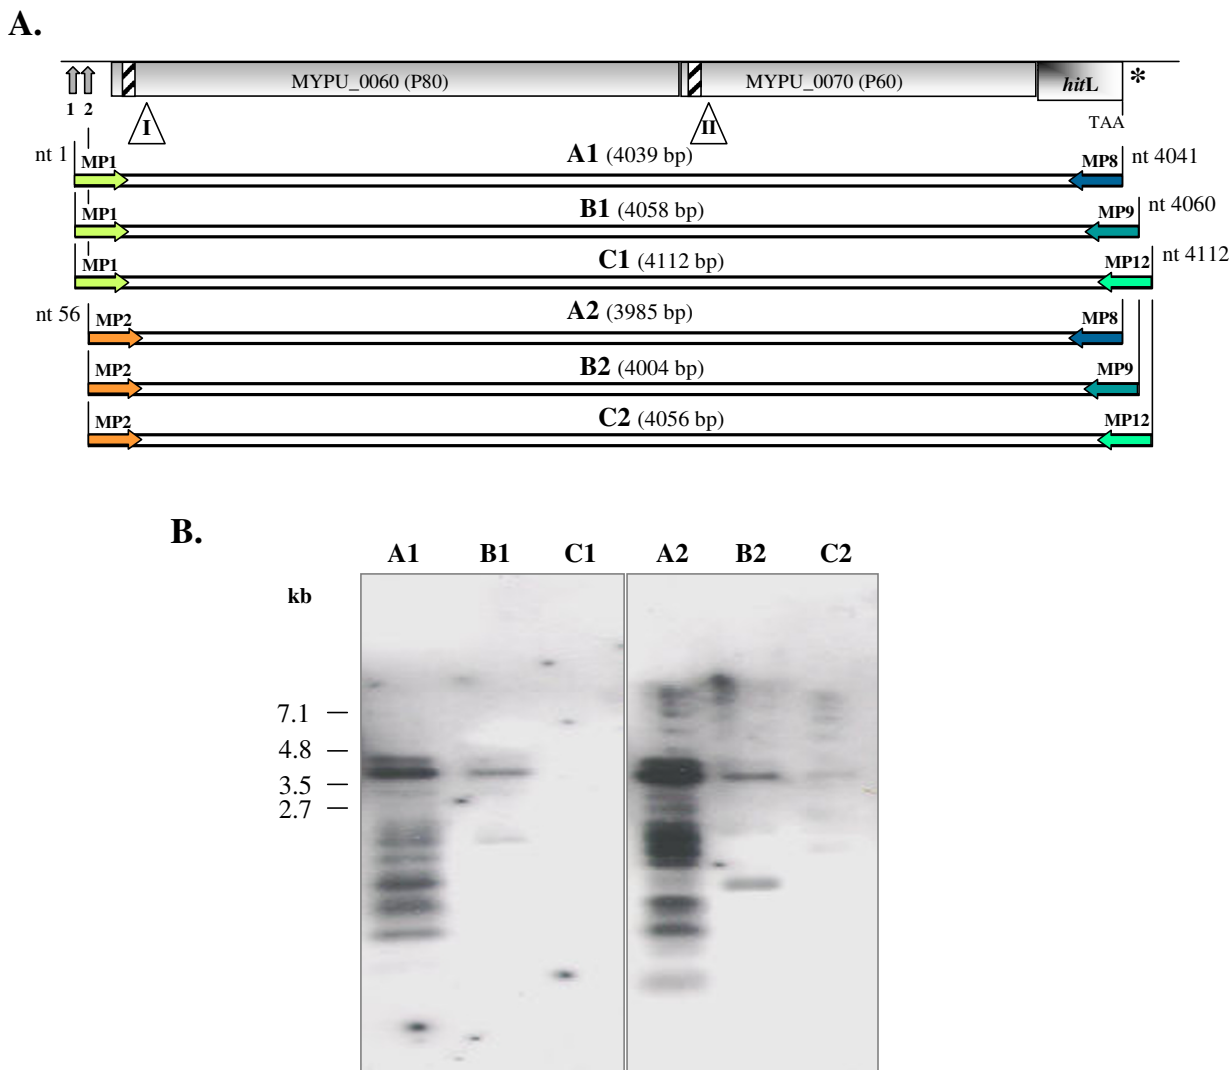 A.
MYPU_0060 (P80) MYPU_0070 (P60) hitL *
1 2
I II TAA
nt 1 MP1 A1 (4039 bp) MP8 nt 4041
MP1 B1 (4058 bp) MP9 nt 4060
MP1 C1 (4112 bp) MP12 nt 4112
nt 56 MP2 A2 (3985 bp) MP8
MP2 B2 (4004 bp) MP9
MP2 C2 (4056 bp) MP12
B.
A1 B1 C1 A2 B2 C2
kb
7.1
4.8
3.5
2.7